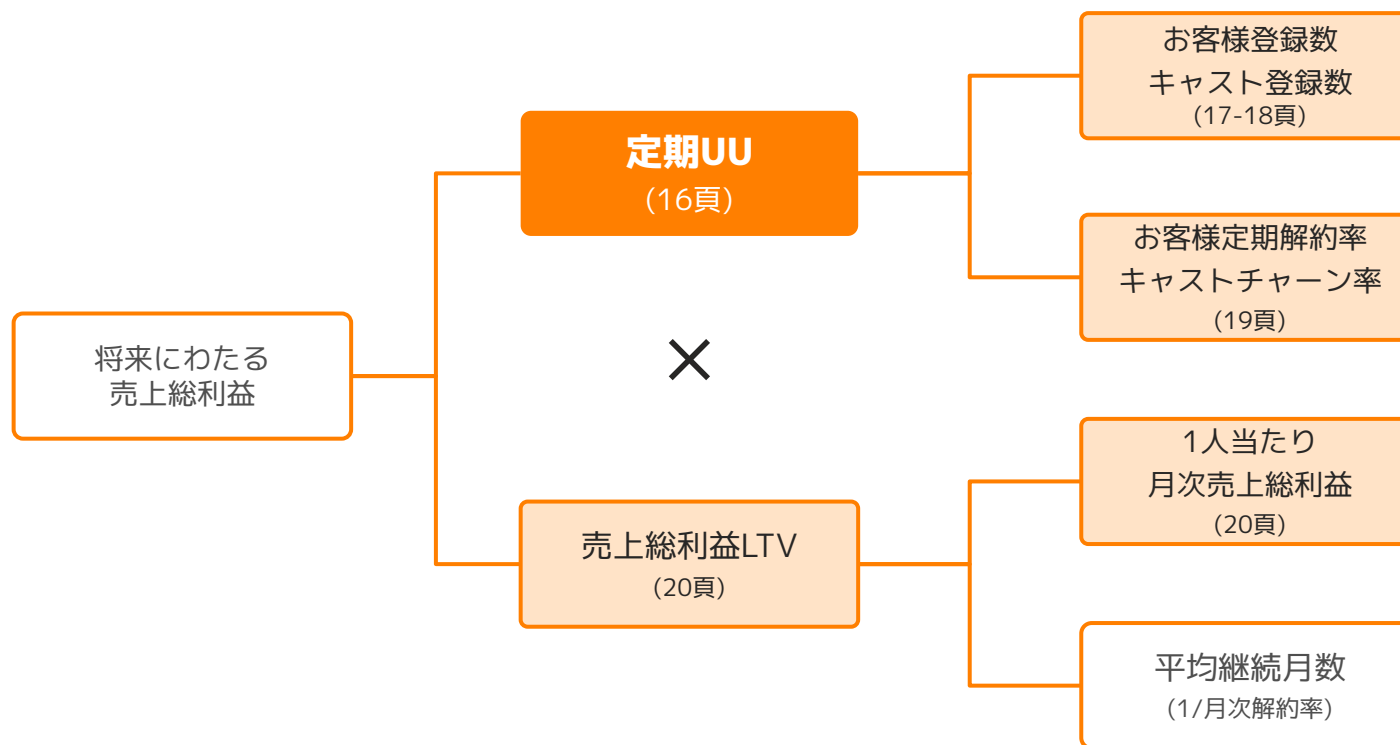 お客様登録数
キャスト登録数
(17-18頁)
定期UU
(16頁)
お客様定期解約率
キャストチャーン率
(19頁)
将来にわたる
売上総利益
×
1人当たり
月次売上総利益
(20頁)
売上総利益LTV
(20頁)
平均継続月数
(1/月次解約率)